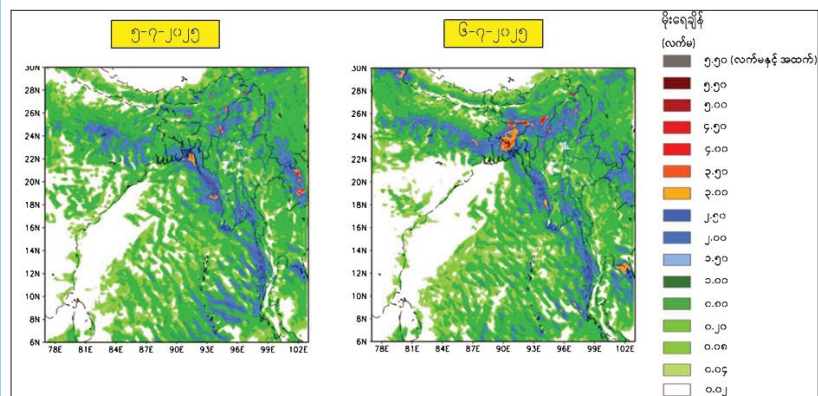 ၅-၇-၂၀၂၅
၆-၇-၂၀၂၅
မိုးရေချိန်
(လက်မ)
၅.၅၀ (လက်မနှင့် အထက်)
၅.၅၀
၅.၀၀
၄.၅၀
၄.၀၀
၃.၅၀
၃.၀၀
၂.၅၀
၂.၀၀
၁.၅၀
၁.၀၀
၀.၈၀
၀.၂၀
၀.၀၈
၀.၀၄
၀.၀၂
30N
28N
26N
24N
22N
20N
18N
16N
14N
12N
10N
8N
6N
78E 81E 84E 87E 90E 93E 96E 99E 102E
30N
28N
26N
24N
22N
20N
18N
16N
14N
12N
10N
8N
6N
78E 81E 84E 87E 90E 93E 96E 99E 102E